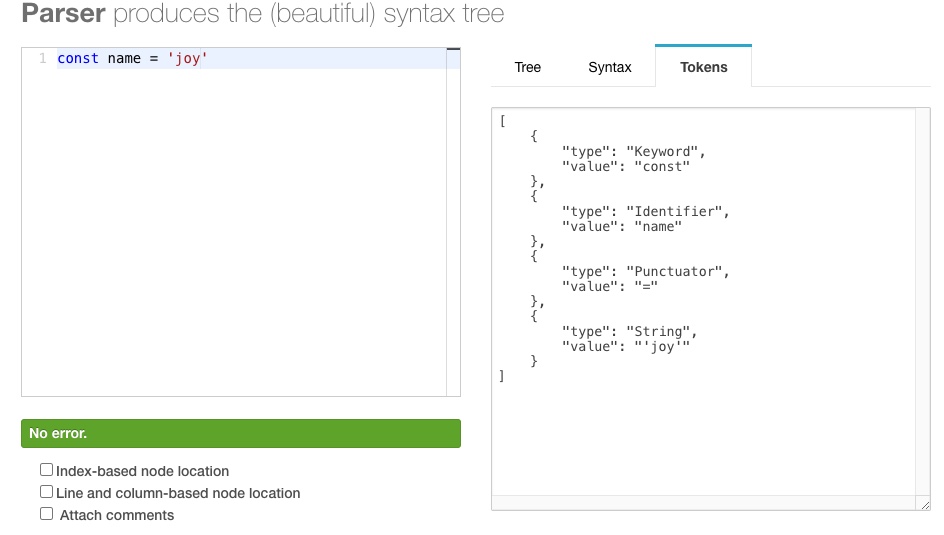 Parser produces the (beautiful) syntax tree
1 const name = 'joy'
Tree Syntax Tokens
[
    {
        "type": "Keyword",
        "value": "const"
    },
    {
        "type": "Identifier",
        "value": "name"
    },
    {
        "type": "Punctuator",
        "value": "="
    },
    {
        "type": "String",
        "value": "'joy'"
    }
]
No error.
Index-based node location
Line and column-based node location
Attach comments